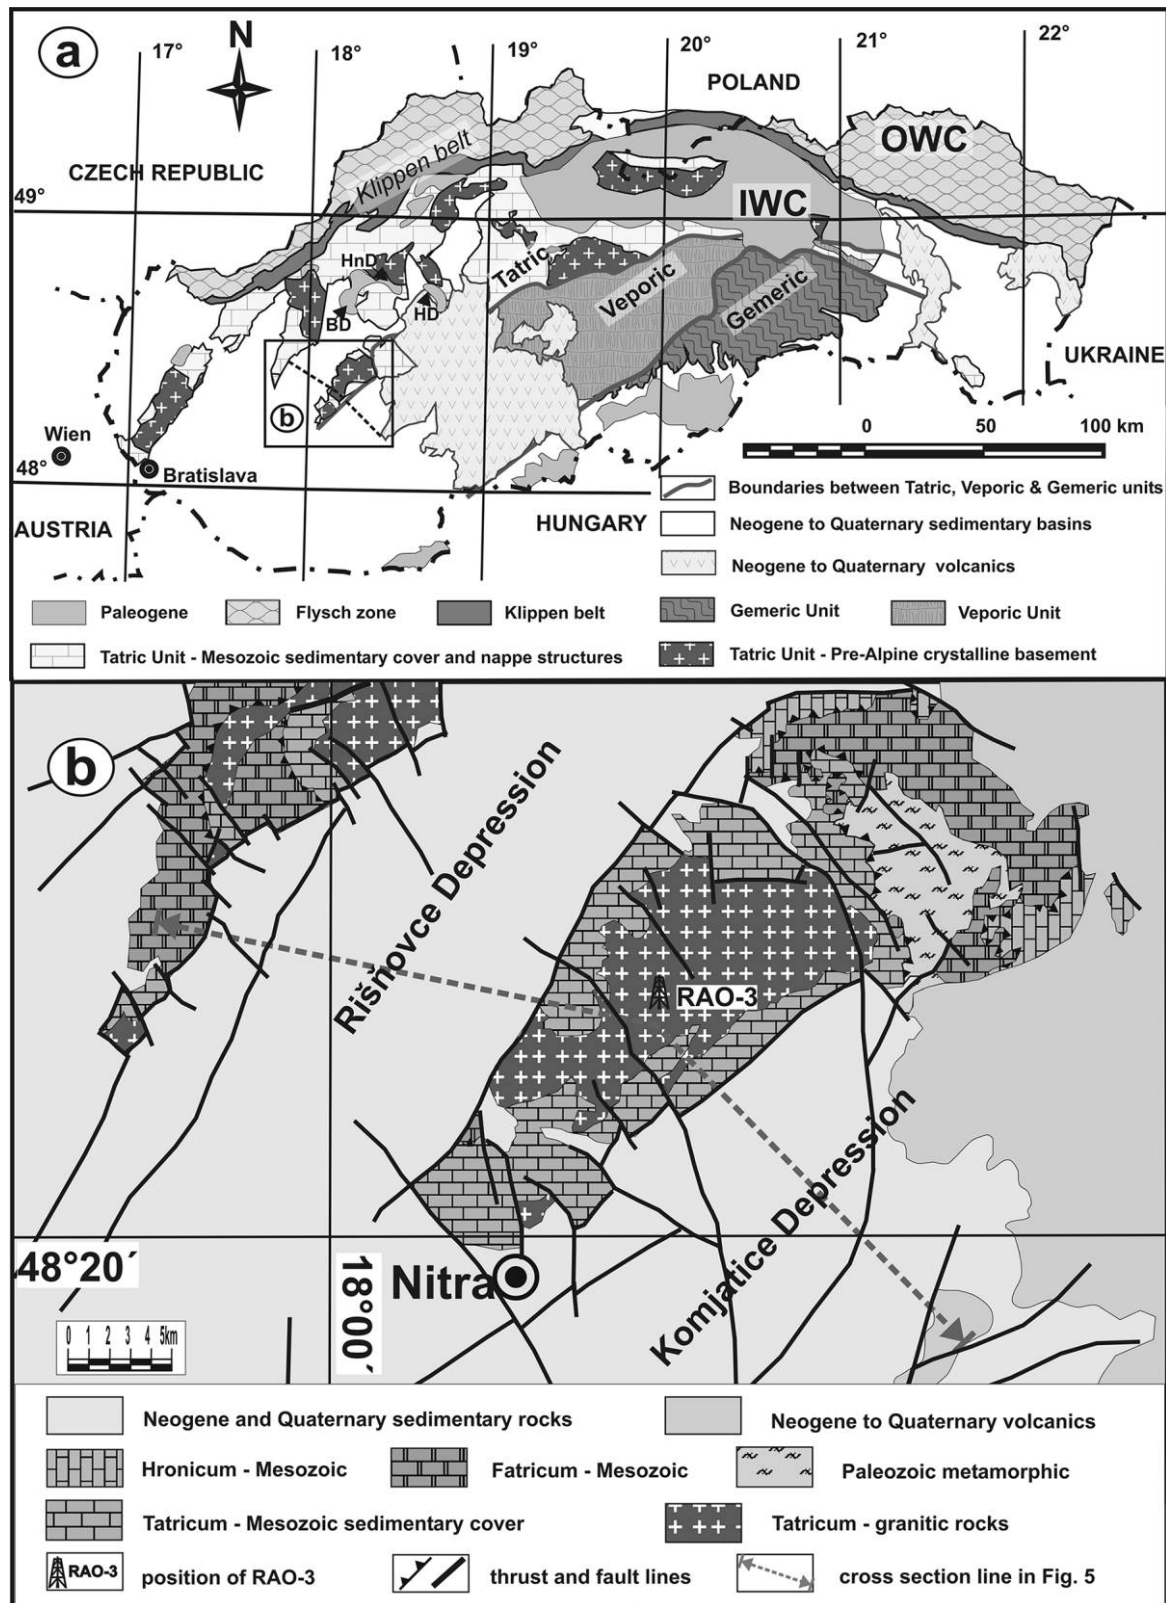 a
N
17°
18°
19°
20°
21°
22°
POLAND
CZECH REPUBLIC
Klippen belt
OWC
49°
IWC
HnD
Tatric
BD
HD
Veporic
Gemeric
UKRAINE
b
Wien
0 50 100 km
48°
Bratislava
Boundaries between Tatric, Veporic & Gemeric units
AUSTRIA
HUNGARY
Neogene to Quaternary sedimentary basins
Neogene to Quaternary volcanics
Paleogene
Flysch zone
Klippen belt
Gemeric Unit
Veporic Unit
Tatric Unit - Mesozoic sedimentary cover and nappe structures
Tatric Unit - Pre-Alpine crystalline basement
b
Rišňovce Depression
RAO-3
Komjatice Depression
48°20´
18°00´
Nitra
0 1 2 3 4 5km
Neogene and Quaternary sedimentary rocks
Neogene to Quaternary volcanics
Hronicum - Mesozoic
Fatricum - Mesozoic
Paleozoic metamorphic
Tatricum - Mesozoic sedimentary cover
Tatricum - granitic rocks
RAO-3
position of RAO-3
thrust and fault lines
cross section line in Fig. 5